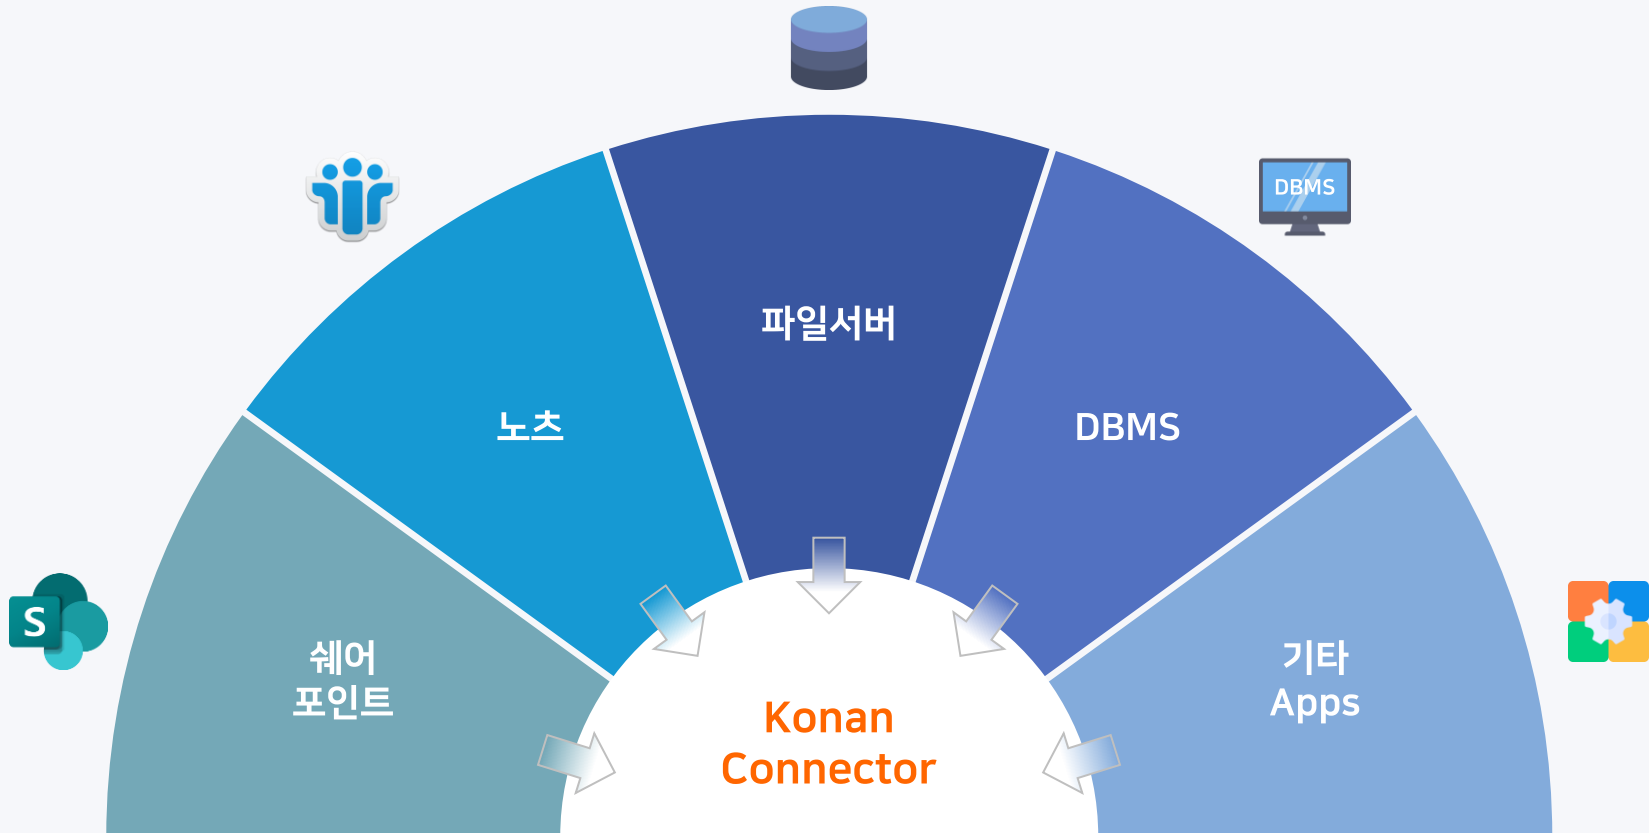 DBMS
파일서버
노츠
DBMS
S
쉐어
포인트
기타
Apps
Konan
Connector